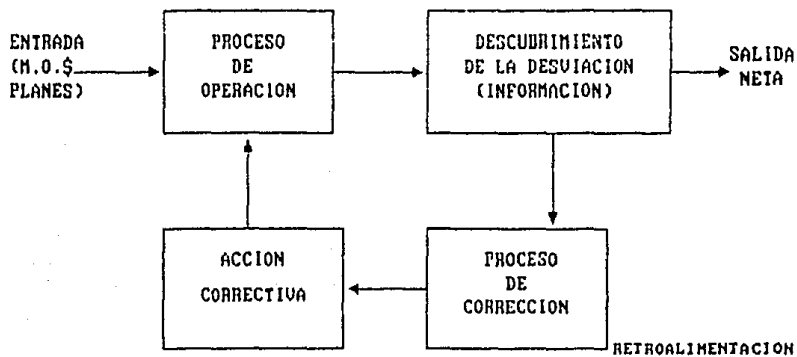 ENTRADA
(M.O.$
PLANES)
PROCESO
DE
OPERACION
DESCUBRIMIENTO
DE LA DESVIACION
(INFORMACION)
SALIDA
NETA
ACCION
CORRECTIVA
PROCESO
DE
CORRECCION
RETROALIMENTACION